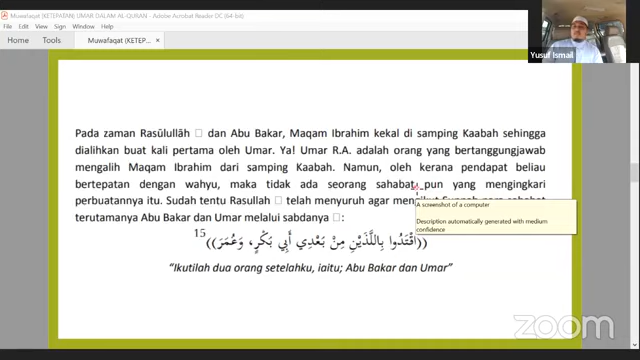 Muwafaqat (KETEPATAN) UMAR DALAM AL-QURAN - Adobe Acrobat Reader DC (64-bit)
File Edit View Sign Window Help
Home Tools Muwafaqat (KETEPAT... ×
Yusuf Ismail
Pada zaman Rasūlullāh □ dan Abu Bakar, Maqam Ibrahim kekal di samping Kaabah sehingga
dialihkan buat kali pertama oleh Umar. Ya! Umar R.A. adalah orang yang bertanggungjawab
mengalih Maqam Ibrahim dari samping Kaabah. Namun, oleh kerana pendapat beliau
bertepatan dengan wahyu, maka tidak ada seorang sahabat pun yang mengingkari
perbuatannya itu. Sudah tentu Rasullah □ telah menyuruh agar
terutamanya Abu Bakar dan Umar melalui sabdanya □:
A screenshot of a computer
Description automatically generated with medium
confidence
((اقْتَدُوا بِاللَّذَيْنِ مِنْ بَعْدِي أَبِي بَكْرٍ، وَعُمَرَ)) 15
“Ikutilah dua orang setelahku, iaitu; Abu Bakar dan Umar”
zoom